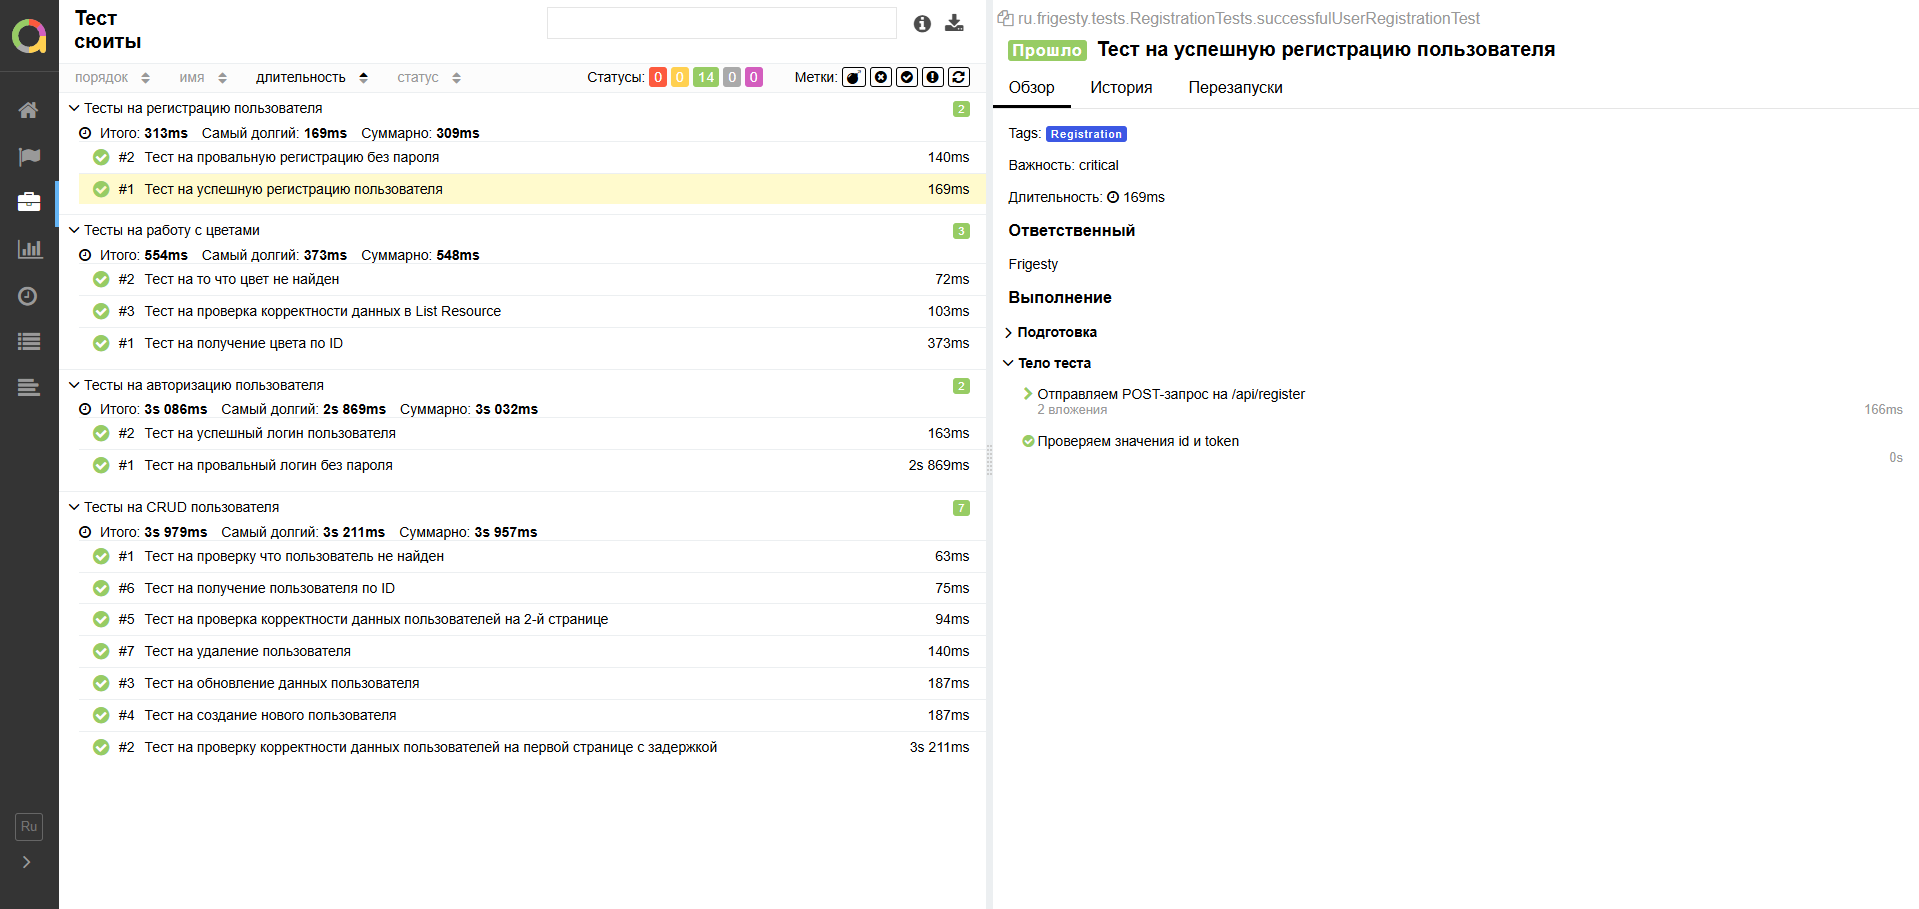 Тест
сюиты
порядок имя длительность статус Статусы: 0 0 14 0 0 Метки:
Тесты на регистрацию пользователя 2
Итого: 313ms Самый долгий: 169ms Суммарно: 309ms
#2 Тест на провальную регистрацию без пароля 140ms
#1 Тест на успешную регистрацию пользователя 169ms
Тесты на работу с цветами 3
Итого: 554ms Самый долгий: 373ms Суммарно: 548ms
#2 Тест на то что цвет не найден 72ms
#3 Тест на проверка корректности данных в List Resource 103ms
#1 Тест на получение цвета по ID 373ms
Тесты на авторизацию пользователя 2
Итого: 3s 086ms Самый долгий: 2s 869ms Суммарно: 3s 032ms
#2 Тест на успешный логин пользователя 163ms
#1 Тест на провальный логин без пароля 2s 869ms
Тесты на CRUD пользователя 7
Итого: 3s 979ms Самый долгий: 3s 211ms Суммарно: 3s 957ms
#1 Тест на проверку что пользователь не найден 63ms
#6 Тест на получение пользователя по ID 75ms
#5 Тест на проверка корректности данных пользователей на 2-й странице 94ms
#7 Тест на удаление пользователя 140ms
#3 Тест на обновление данных пользователя 187ms
#4 Тест на создание нового пользователя 187ms
#2 Тест на проверку корректности данных пользователей на первой странице с задержкой 3s 211ms
Ru
ru.frigesty.tests.RegistrationTests.successfulUserRegistrationTest
Прошло Тест на успешную регистрацию пользователя
Обзор История Перезапуски
Tags: Registration
Важность: critical
Длительность: 169ms
Ответственный
Frigesty
Выполнение
Подготовка
Тело теста
Отправляем POST-запрос на /api/register
2 вложения 166ms
Проверяем значения id и token
0s